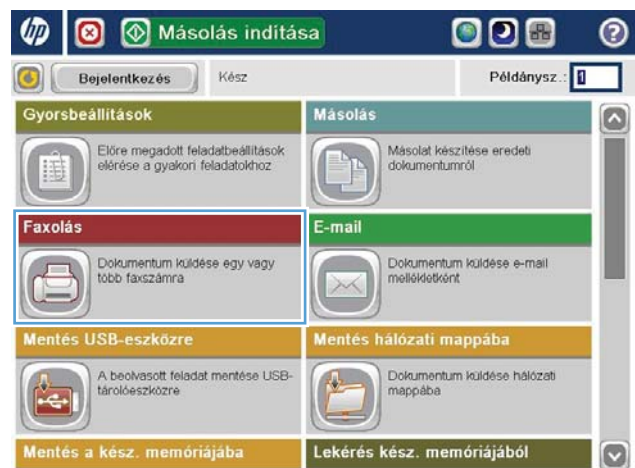 hp Másolás indítása ?
Bejelentkezés Kész Példánysz.: 1
Gyorsbeállítások
Előre megadott feladatbeállítások
elérése a gyakori feladatokhoz
Másolás
Másolat készítése eredeti
dokumentumról
Faxolás
Dokumentum küldése egy vagy
több faxszámra
E-mail
Dokumentum küldése e-mail
mellékletként
Mentés USB-eszközre
A beolvasott feladat mentése USB-
tárolóeszközre
Mentés hálózati mappába
Dokumentum küldése hálózati
mappába
Mentés a kész. memóriájába
Lekérés kész. memóriájából